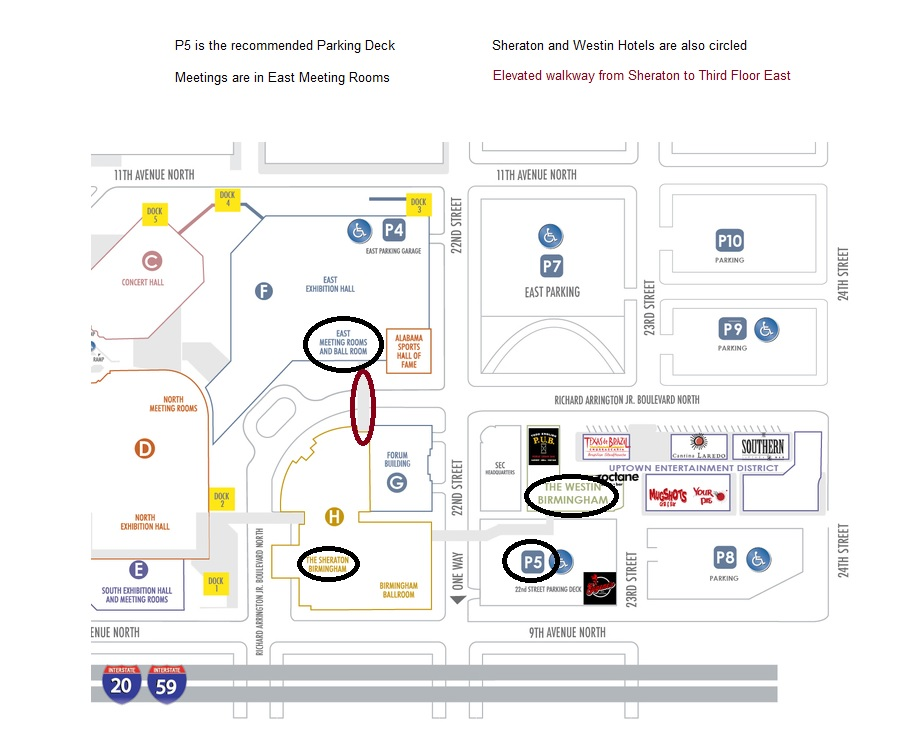 P5 is the recommended Parking Deck
Sheraton and Westin Hotels are also circled
Meetings are in East Meeting Rooms
Elevated walkway from Sheraton to Third Floor East
11TH AVENUE NORTH
11TH AVENUE NORTH
DOCK
4
DOCK
3
DOCK
5
22ND STREET
P4
EAST PARKING GARAGE
P7
EAST PARKING
P10
PARKING
24TH STREET
C
CONCERT HALL
F
EAST
EXHIBITION HALL
23RD STREET
P9
PARKING
EAST
MEETING ROOMS
AND BALL ROOM
ALABAMA
SPORTS
HALL OF
FAME
RAMP
NORTH
MEETING ROOMS
RICHARD ARRINGTON JR. BOULEVARD NORTH
D
FORUM
BUILDING
G
22ND STREET
SEC
HEADQUARTERS
P.U.B.
TEXAS de BRAZIL
CANTINA LAREDO
SOUTHERN
UPTOWN ENTERTAINMENT DISTRICT
octane
THE WESTIN
BIRMINGHAM
MUGSHOTS
YOUR
PIE
DOCK
2
NORTH
EXHIBITION HALL
H
THE SHERATON
BIRMINGHAM
BIRMINGHAM
BALLROOM
RICHARD ARRINGTON JR. BOULEVARD NORTH
E
SOUTH EXHIBITION HALL
AND MEETING ROOMS
DOCK
1
ONE WAY
P5
22nd STREET PARKING DECK
23RD STREET
P8
PARKING
24TH STREET
ENUE NORTH
9TH AVENUE NORTH
INTERSTATE
20
INTERSTATE
59